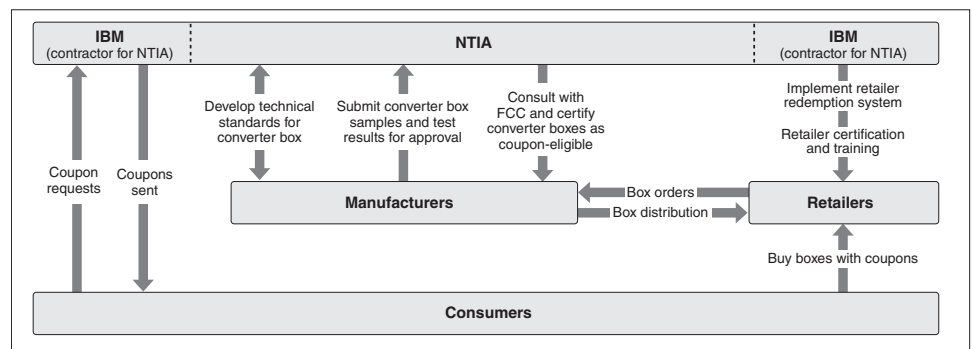 IBM
(contractor for NTIA)
NTIA
IBM
(contractor for NTIA)
Develop technical
standards for
converter box
Submit converter box
samples and test
results for approval
Consult with
FCC and certify
converter boxes as
coupon-eligible
Implement retailer
redemption system
Retailer certification
and training
Coupon
requests
Coupons
sent
Manufacturers
Box orders
Box distribution
Retailers
Buy boxes with coupons
Consumers